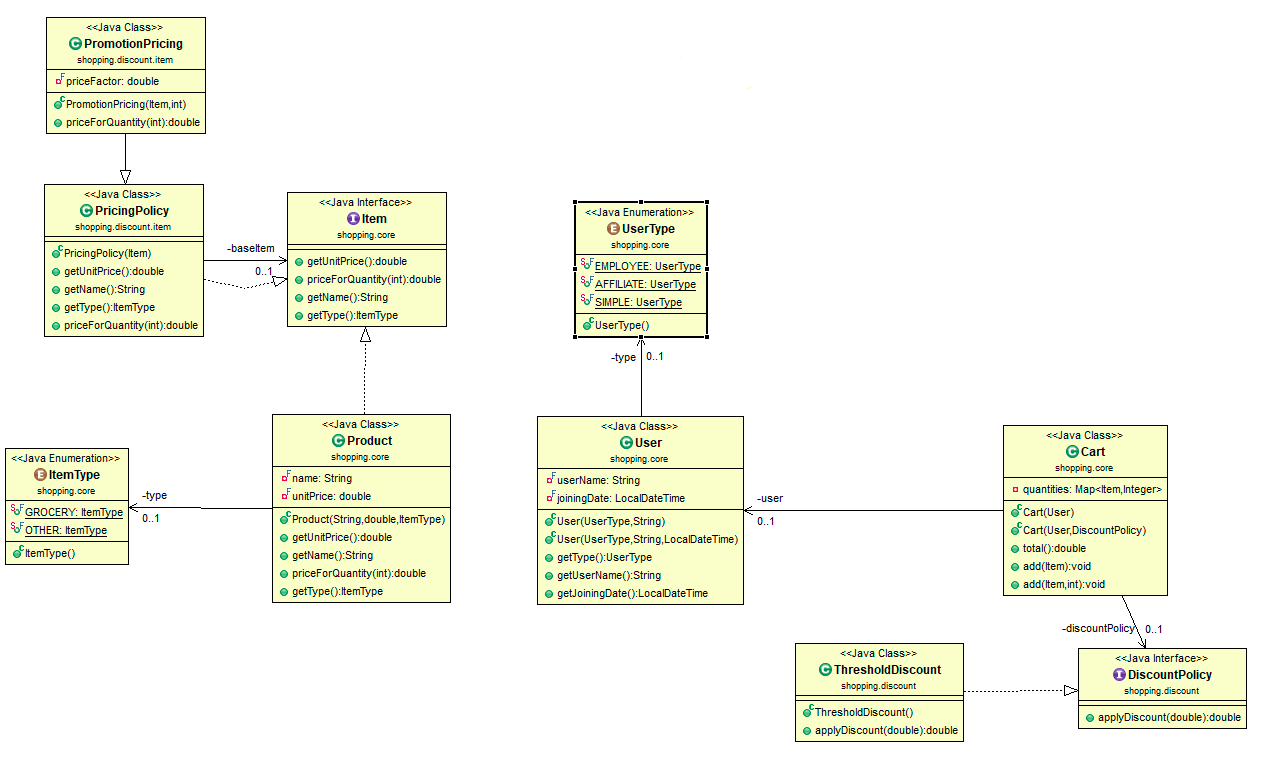 <<Java Class>>
PromotionPricing
shopping.discount.item
priceFactor: double
PromotionPricing(Item,int)
priceForQuantity(int):double
<<Java Class>>
PricingPolicy
shopping.discount.item
PricingPolicy(Item)
getUnitPrice():double
getName():String
getType():ItemType
priceForQuantity(int):double
-baseItem
0..1
<<Java Interface>>
Item
shopping.core
getUnitPrice():double
priceForQuantity(int):double
getName():String
getType():ItemType
<<Java Enumeration>>
UserType
shopping.core
EMPLOYEE: UserType
AFFILIATE: UserType
SIMPLE: UserType
UserType()
-type
0..1
<<Java Enumeration>>
ItemType
shopping.core
GROCERY: ItemType
OTHER: ItemType
ItemType()
-type
0..1
<<Java Class>>
Product
shopping.core
name: String
unitPrice: double
Product(String,double,ItemType)
getUnitPrice():double
getName():String
priceForQuantity(int):double
getType():ItemType
<<Java Class>>
User
shopping.core
userName: String
joiningDate: LocalDateTime
User(UserType,String)
User(UserType,String,LocalDateTime)
getType():UserType
getUserName():String
getJoiningDate():LocalDateTime
-user
0..1
<<Java Class>>
Cart
shopping.core
quantities: Map<Item,Integer>
Cart(User)
Cart(User,DiscountPolicy)
total():double
add(Item):void
add(Item,int):void
-discountPolicy
0..1
<<Java Class>>
ThresholdDiscount
shopping.discount
ThresholdDiscount()
applyDiscount(double):double
<<Java Interface>>
DiscountPolicy
shopping.discount
applyDiscount(double):double